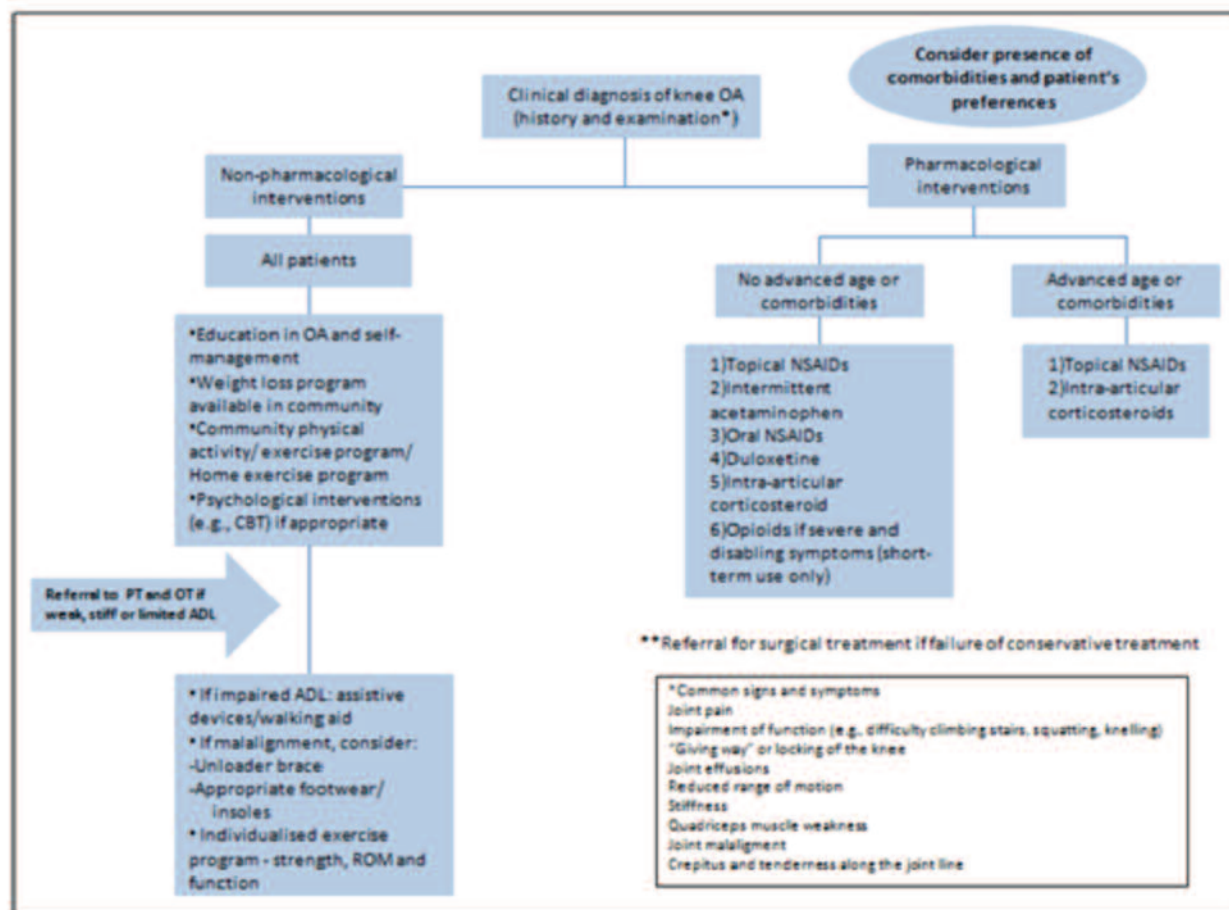 Consider presence of
comorbidities and patient's
preferences
Clinical diagnosis of knee OA
(history and examination*)
Non-pharmacological
interventions
Pharmacological
interventions
All patients
No advanced age or
comorbidities
Advanced age or
comorbidities
*Education in OA and self-
management
*Weight loss program
available in community
*Community physical
activity/ exercise program/
Home exercise program
*Psychological interventions
(e.g., CBT) if appropriate
1)Topical NSAIDs
2)Intermittent
acetaminophen
3)Oral NSAIDs
4)Duloxetine
5)Intra-articular
corticosteroid
6)Opioids if severe and
disabling symptoms (short-
term use only)
1)Topical NSAIDs
2)Intra-articular
corticosteroids
Referral to PT and OT if
weak, stiff or limited ADL
**Referral for surgical treatment if failure of conservative treatment
* If impaired ADL: assistive
devices/walking aid
* If malalignment, consider:
-Unloader brace
-Appropriate footwear/
insoles
* Individualised exercise
program - strength, ROM and
function
*Common signs and symptoms
Joint pain
Impairment of function (e.g., difficulty climbing stairs, squatting, knelling)
"Giving way" or locking of the knee
Joint effusions
Reduced range of motion
Stiffness
Quadriceps muscle weakness
Joint malaligment
Crepitus and tenderness along the joint line